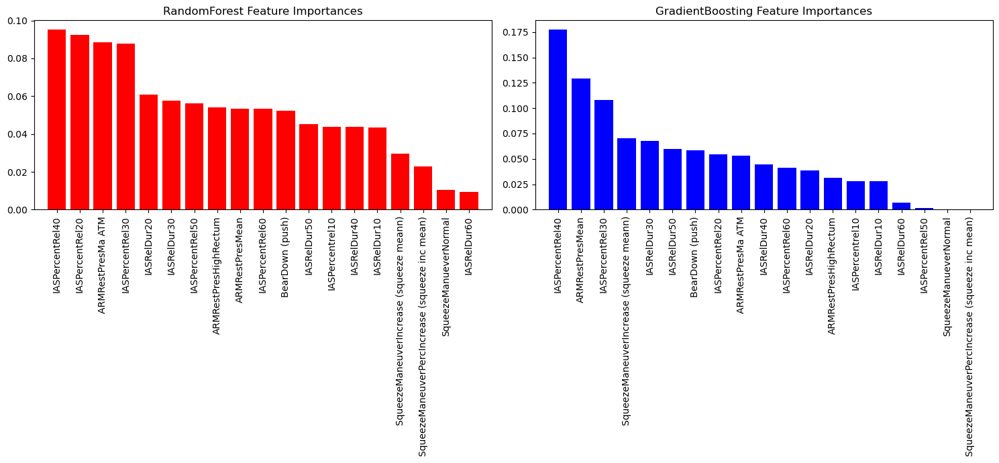 RandomForest Feature Importances
0.10
0.08
0.06
0.04
0.02
0.00
IASPercentRel40
IASPercentRel20
ARMRestPresMa ATM
IASPercentRel30
IASRelDur20
IASRelDur30
IASPercentRel50
ARMRestPresHighRectum
ARMRestPresMean
IASPercentRel60
BearDown (push)
IASRelDur50
IASPercentrel10
IASRelDur40
IASRelDur10
SqueezeManeuverIncrease (squeeze meann)
SqueezeManeuverPercIncrease (squeeze inc mean)
SqueezeManueverNormal
IASRelDur60
GradientBoosting Feature Importances
0.175
0.150
0.125
0.100
0.075
0.050
0.025
0.000
IASPercentRel40
ARMRestPresMean
IASPercentRel30
SqueezeManeuverIncrease (squeeze meann)
IASRelDur30
IASRelDur50
BearDown (push)
IASPercentRel20
ARMRestPresMa ATM
IASRelDur40
IASPercentRel60
IASRelDur20
ARMRestPresHighRectum
IASPercentrel10
IASRelDur10
IASRelDur60
IASPercentRel50
SqueezeManueverNormal
SqueezeManeuverPercIncrease (squeeze inc mean)